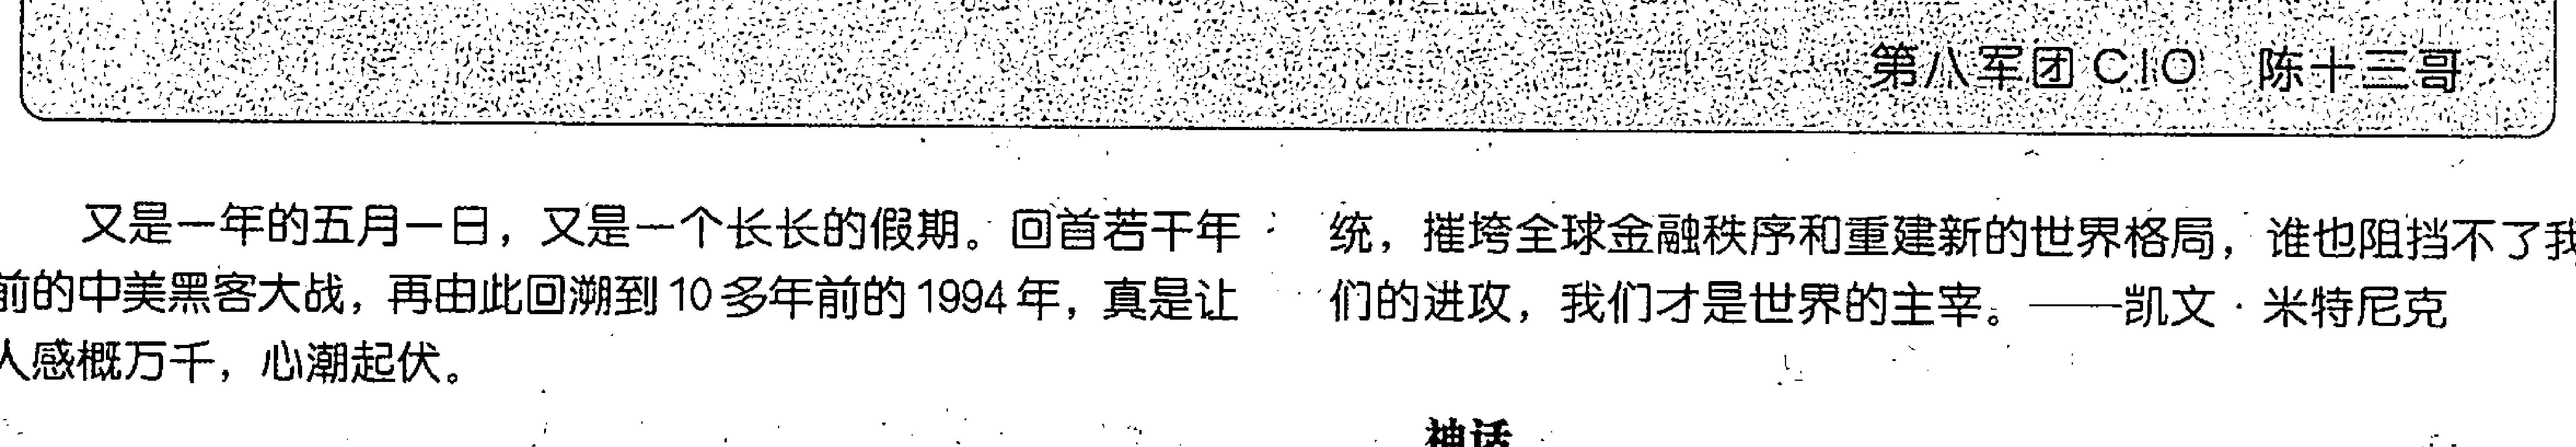 第八军团 CIO 陈十三哥
又是一年的五月一日，又是一个长长的假期。回首若干年
前的中美黑客大战，再由此回溯到 10 多年前的 1994 年，真是让
人感概万千，心潮起伏。
统，摧垮全球金融秩序和重建新的世界格局，谁也阻挡不了我
们的进攻，我们才是世界的主宰。——凯文·米特尼克
神话